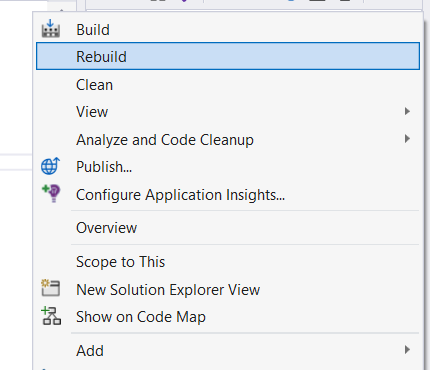 Build
Rebuild
Clean
View
Analyze and Code Cleanup
Publish...
Configure Application Insights...
Overview
Scope to This
New Solution Explorer View
Show on Code Map
Add